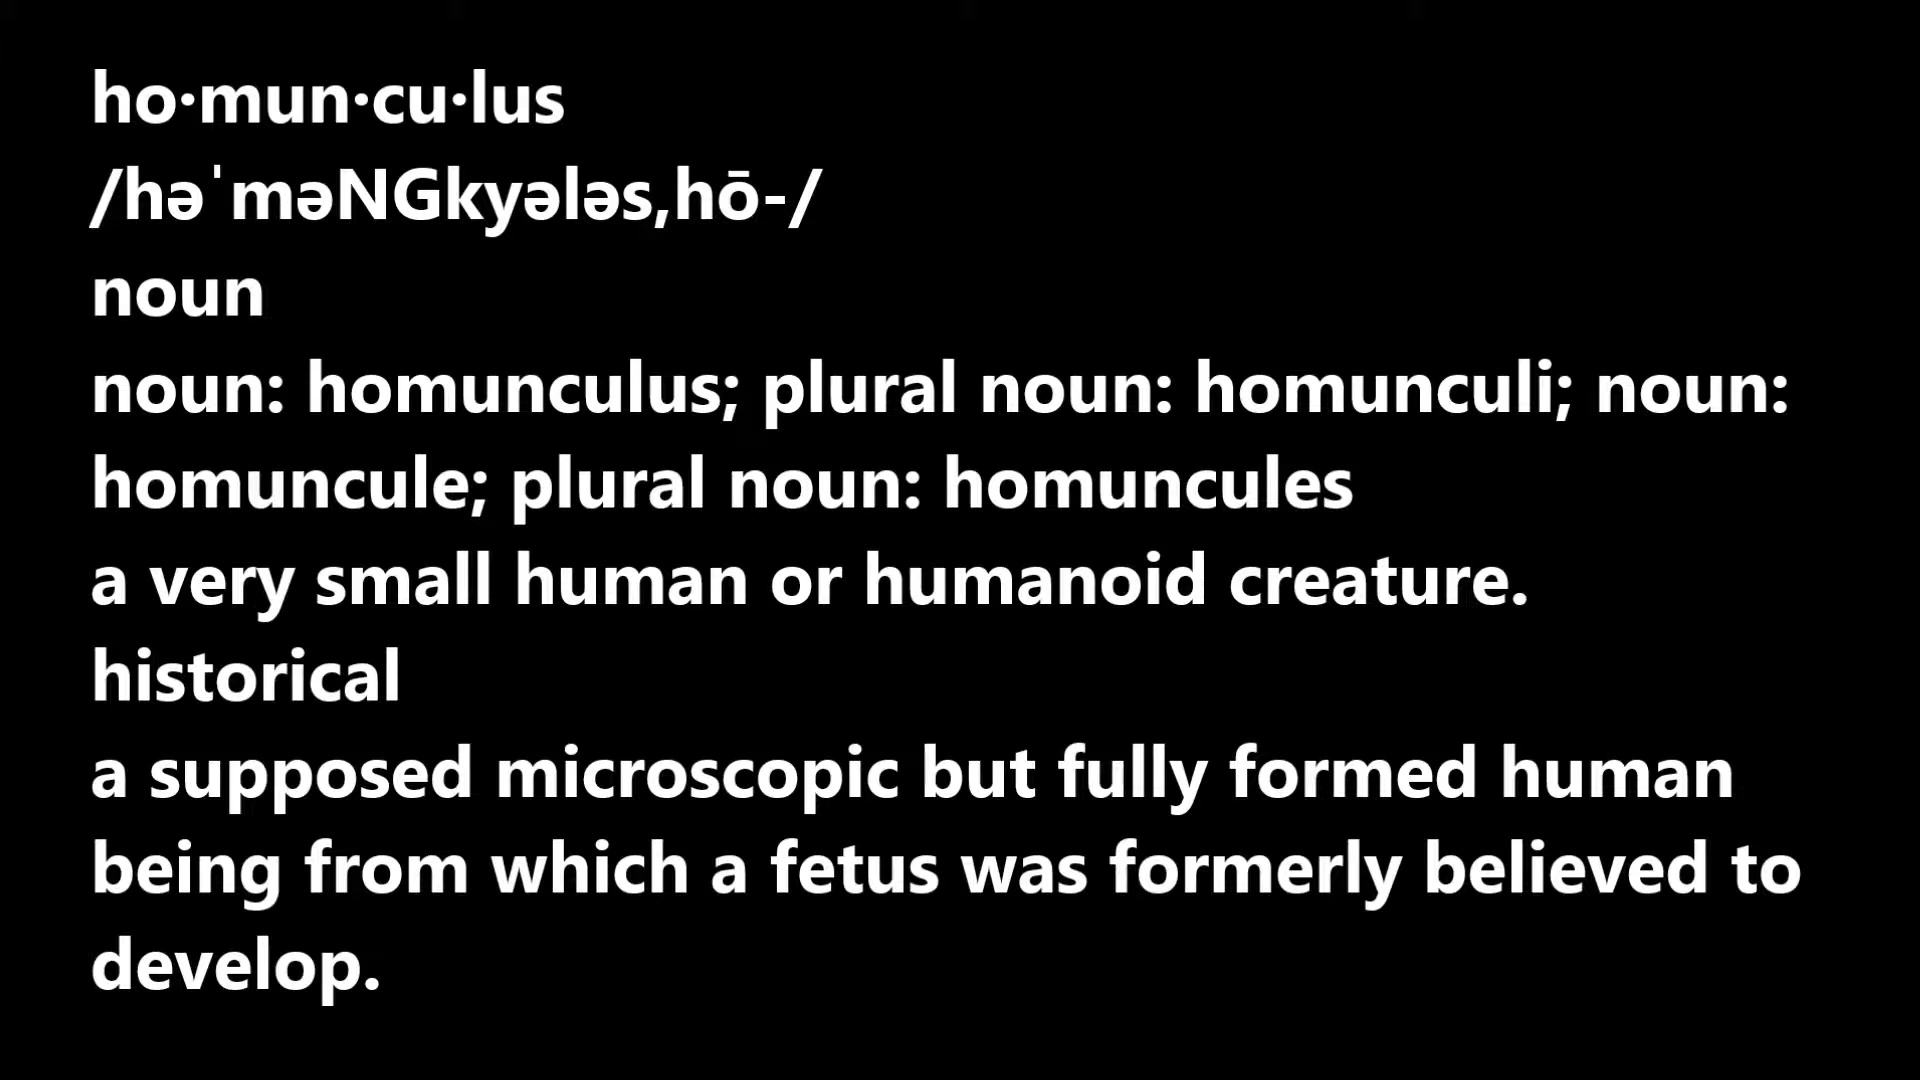 ho·mun·cu·lus
/həˈməNGkyələs,hō-/
noun
noun: homunculus; plural noun: homunculi; noun:
homuncule; plural noun: homuncules
a very small human or humanoid creature.
historical
a supposed microscopic but fully formed human
being from which a fetus was formerly believed to
develop.